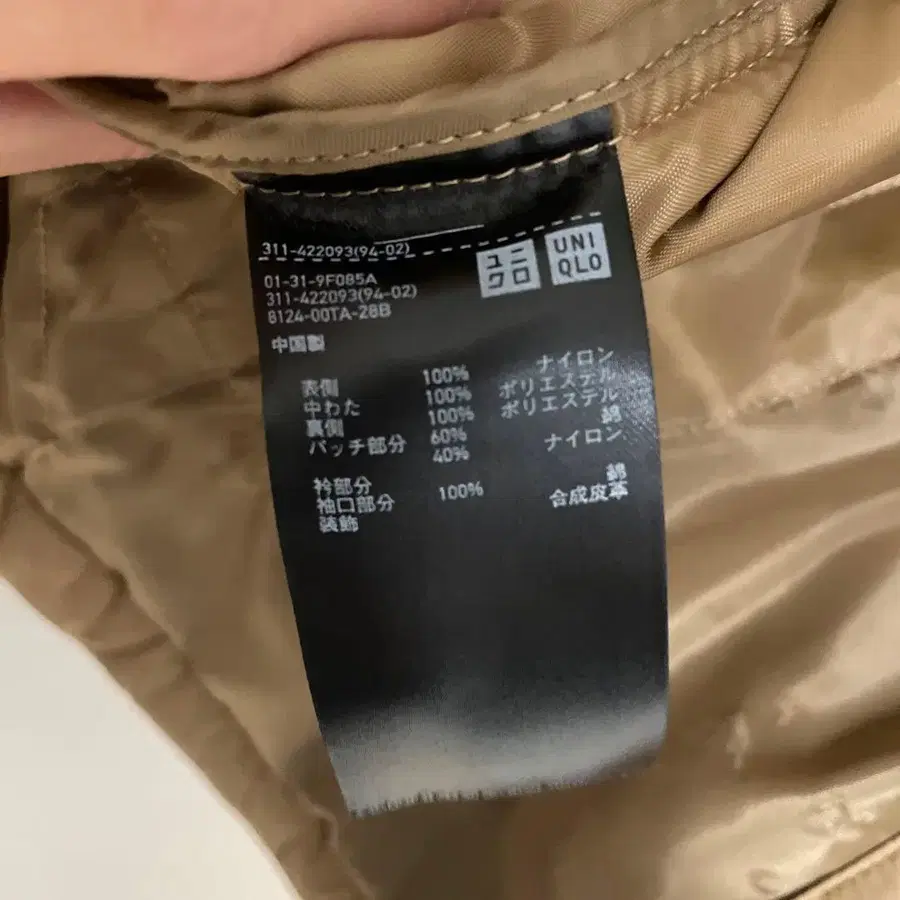 311-422093(94-02)
ユニ
クロ
UNI
QLO
01-31-9F085A
311-422093(94-02)
8124-00TA-28B
中国製
表側 100% ナイロン
中わた 100% ポリエステル
裏側 100% ポリエステル
パッチ部分 60% 綿
40% ナイロン
衿部分
袖口部分 100% 綿
装飾 合成皮革